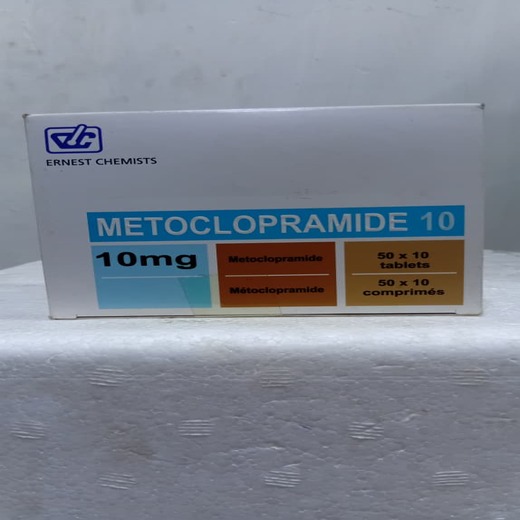 ERNEST CHEMISTS
METOCLOPRAMIDE 10
10mg
Metoclopramide
Métoclopramide
50 x 10
tablets
50 x 10
comprimés